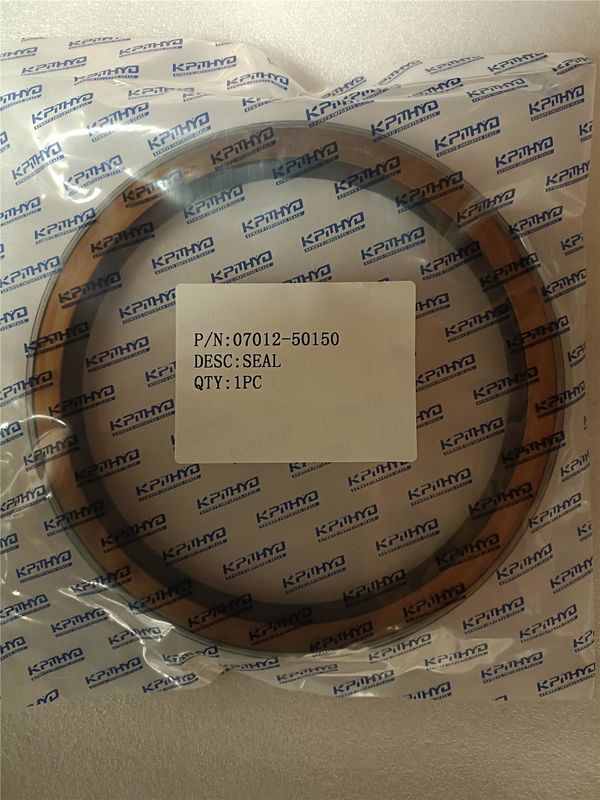 KPMHYD
P/N:07012-50150
DESC:SEAL
QTY:1PC